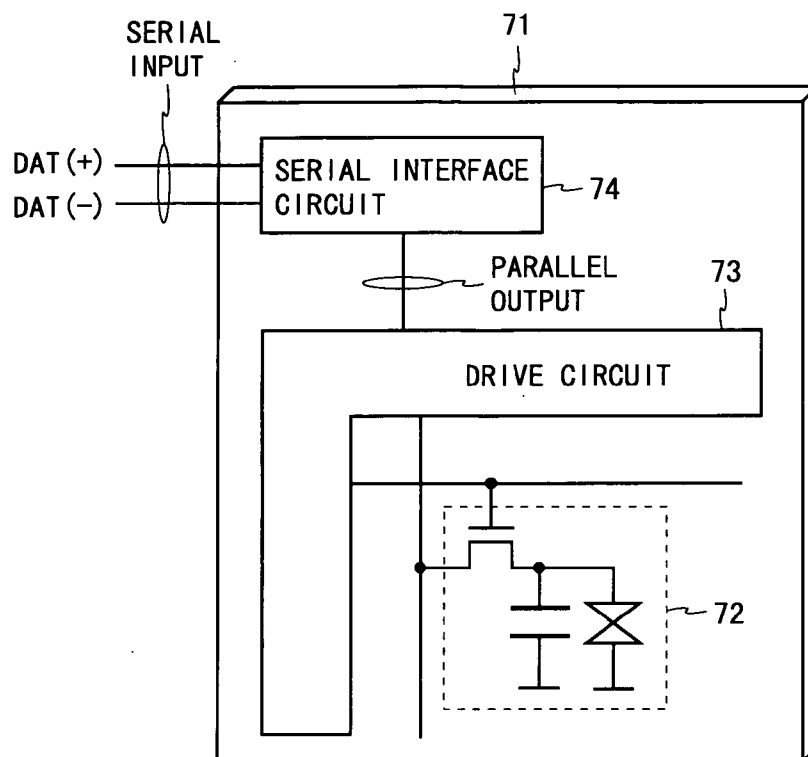 SERIAL
INPUT
71
DAT(+)
DAT(-)
SERIAL INTERFACE
CIRCUIT
74
PARALLEL
OUTPUT
73
DRIVE CIRCUIT
72